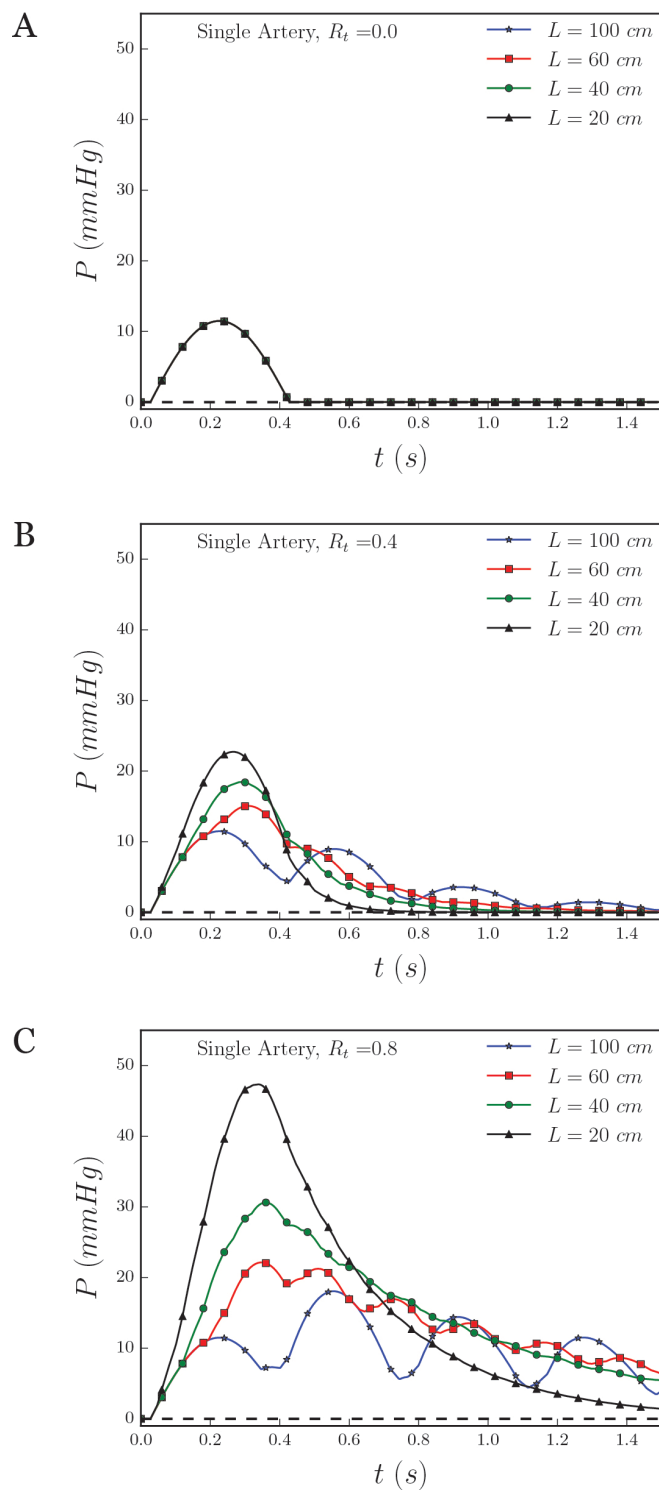 A
Single Artery, R_t =0.0
L = 100 cm
L = 60 cm
L = 40 cm
L = 20 cm
50
40
30
20
10
0
P (mmHg)
0.0 0.2 0.4 0.6 0.8 1.0 1.2 1.4
t (s)
B
Single Artery, R_t =0.4
L = 100 cm
L = 60 cm
L = 40 cm
L = 20 cm
50
40
30
20
10
0
P (mmHg)
0.0 0.2 0.4 0.6 0.8 1.0 1.2 1.4
t (s)
C
Single Artery, R_t =0.8
L = 100 cm
L = 60 cm
L = 40 cm
L = 20 cm
50
40
30
20
10
0
P (mmHg)
0.0 0.2 0.4 0.6 0.8 1.0 1.2 1.4
t (s)